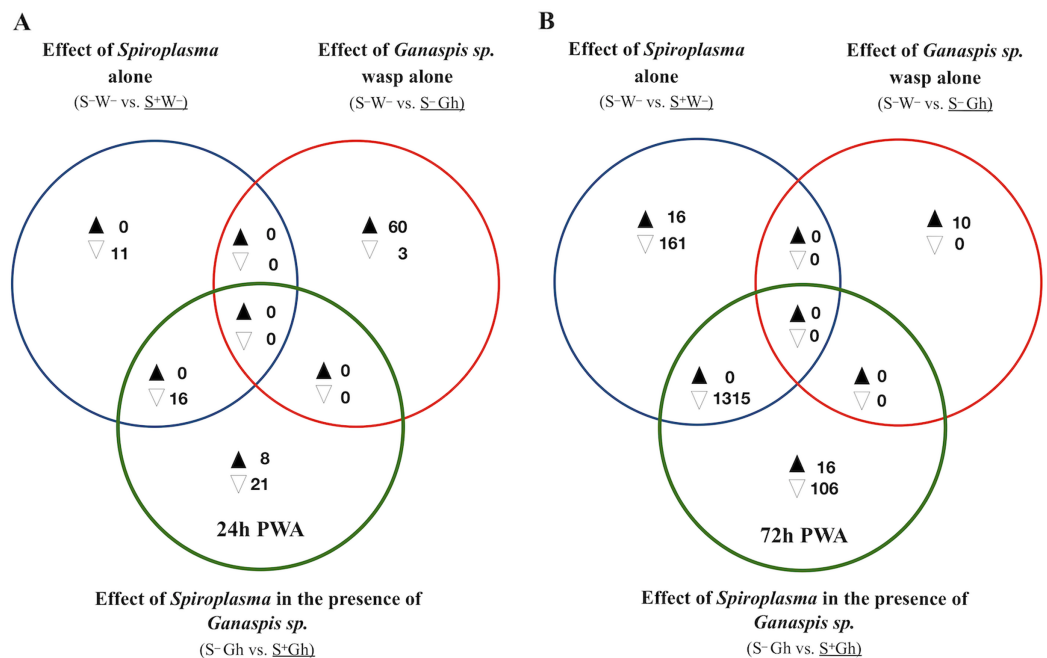 A
Effect of Spiroplasma
alone
(S⁻W⁻ vs. S⁺W⁻)
Effect of Ganaspis sp.
wasp alone
(S⁻W⁻ vs. S⁻Gh)
▲ 0
▽ 11
▲ 0
▽ 0
▲ 60
▽ 3
▲ 0
▽ 0
▲ 0
▽ 16
▲ 0
▽ 0
▲ 8
▽ 21
24h PWA
Effect of Spiroplasma in the presence of
Ganaspis sp.
(S⁻Gh vs. S⁺Gh)
B
Effect of Spiroplasma
alone
(S⁻W⁻ vs. S⁺W⁻)
Effect of Ganaspis sp.
wasp alone
(S⁻W⁻ vs. S⁻Gh)
▲ 16
▽ 161
▲ 0
▽ 0
▲ 10
▽ 0
▲ 0
▽ 0
▲ 0
▽ 1315
▲ 0
▽ 0
▲ 16
▽ 106
72h PWA
Effect of Spiroplasma in the presence of
Ganaspis sp.
(S⁻Gh vs. S⁺Gh)